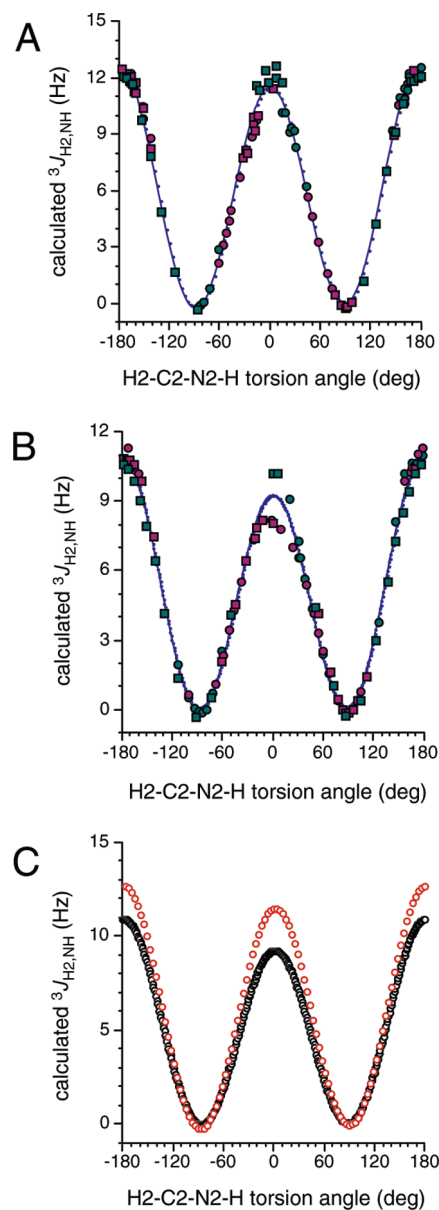 A
calculated ³J_H2,NH (Hz)
15
12
9
6
3
0
-180 -120 -60 0 60 120 180
H2-C2-N2-H torsion angle (deg)
B
calculated ³J_H2,NH (Hz)
12
9
6
3
0
-180 -120 -60 0 60 120 180
H2-C2-N2-H torsion angle (deg)
C
calculated ³J_H2,NH (Hz)
15
10
5
0
-180 -120 -60 0 60 120 180
H2-C2-N2-H torsion angle (deg)